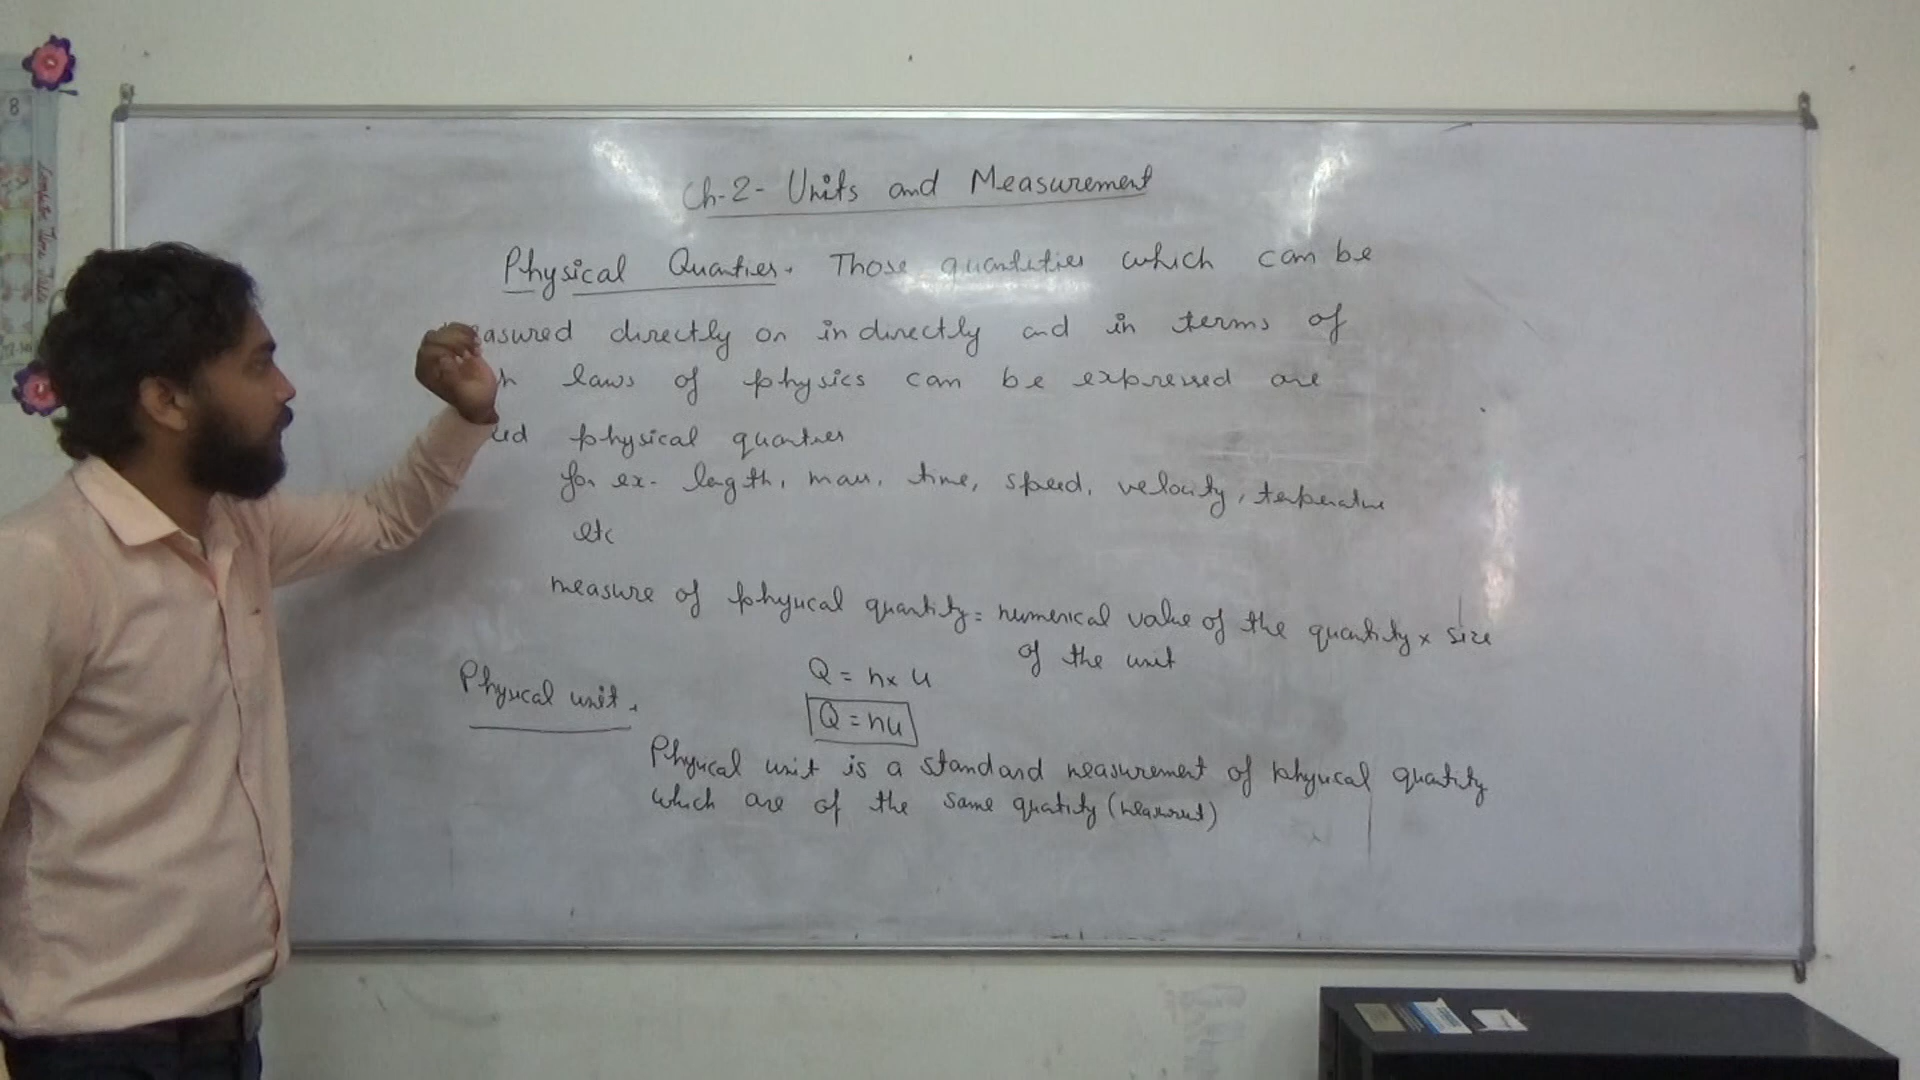 8
Ch-2- Units and Measurement
Physical Quanties. Those quantities which can be
easured directly or indirectly and in terms of
h laws of physics can be expressed are
ed physical quanties
for ex- length, mass, time, speed, velocity, temperature
etc
measure of physical quantity = numerical value of the quantity × size
of the unit
Q = n× u
Q = nu
Physical unit.
Physical unit is a standard measurement of physical quantity
which are of the same quantity (measured)